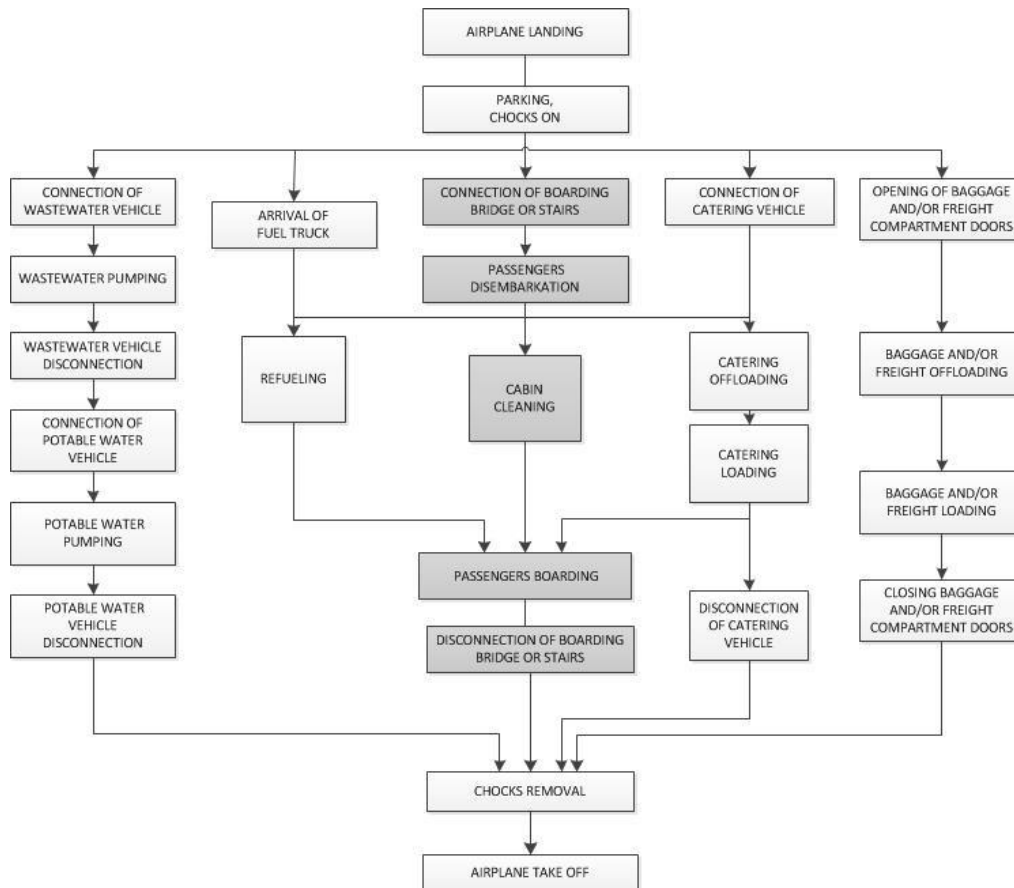 AIRPLANE LANDING
PARKING,
CHOCKS ON
CONNECTION OF
WASTEWATER VEHICLE
ARRIVAL OF
FUEL TRUCK
CONNECTION OF BOARDING
BRIDGE OR STAIRS
CONNECTION OF
CATERING VEHICLE
OPENING OF BAGGAGE
AND/OR FREIGHT
COMPARTMENT DOORS
WASTEWATER PUMPING
PASSENGERS
DISEMBARKATION
WASTEWATER VEHICLE
DISCONNECTION
REFUELING
CABIN
CLEANING
CATERING
OFFLOADING
BAGGAGE AND/OR
FREIGHT OFFLOADING
CONNECTION OF
POTABLE WATER
VEHICLE
CATERING
LOADING
POTABLE WATER
PUMPING
BAGGAGE AND/OR
FREIGHT LOADING
PASSENGERS BOARDING
POTABLE WATER
VEHICLE
DISCONNECTION
DISCONNECTION OF BOARDING
BRIDGE OR STAIRS
DISCONNECTION
OF CATERING
VEHICLE
CLOSING BAGGAGE
AND/OR FREIGHT
COMPARTMENT DOORS
CHOCKS REMOVAL
AIRPLANE TAKE OFF